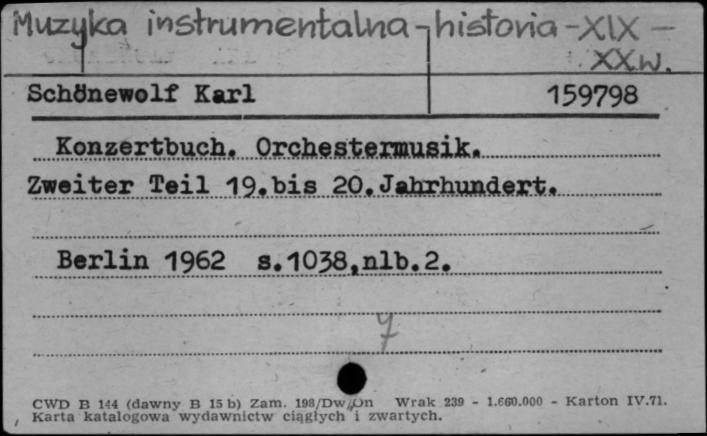 Muzyka instrumentalna-historia-XIX-
XXw.
Schönewolf Karl 159798
Konzertbuch. Orchestermusik.
Zweiter Teil 19.bis 20.Jahrhundert.
Berlin 1962 s.1038,nlb.2.
7
CWD B 144 (dawny B 15 b) Zam. 198/Dw/On Wrak 239 - 1.660.000 - Karton IV.71.
Karta katalogowa wydawnictw ciągłych i zwartych.